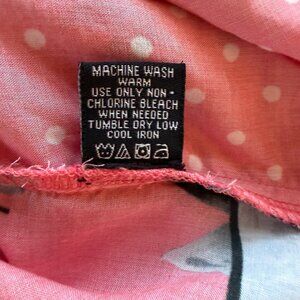 MACHINE WASH
WARM
USE ONLY NON-
CHLORINE BLEACH
WHEN NEEDED
TUMBLE DRY LOW
COOL IRON